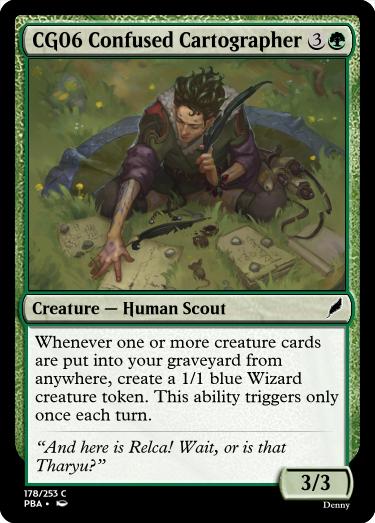 CG06 Confused Cartographer 3
Creature — Human Scout
Whenever one or more creature cards
are put into your graveyard from
anywhere, create a 1/1 blue Wizard
creature token. This ability triggers only
once each turn.
“And here is Relca! Wait, or is that
Tharyu?”
3/3
178/253 C
PBA •
Denny